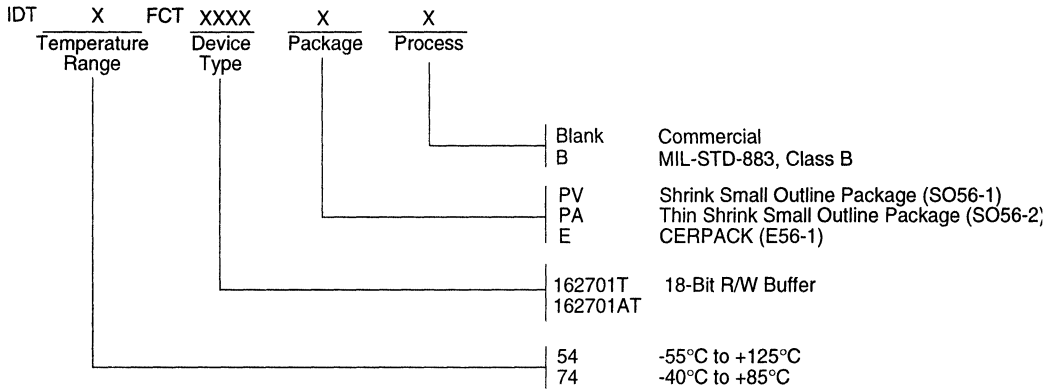 IDT X FCT XXXX X X
Temperature Range Device Type Package Process
Blank Commercial
B MIL-STD-883, Class B
PV Shrink Small Outline Package (SO56-1)
PA Thin Shrink Small Outline Package (SO56-2)
E CERPACK (E56-1)
162701T 18-Bit R/W Buffer
162701AT
54 -55°C to +125°C
74 -40°C to +85°C